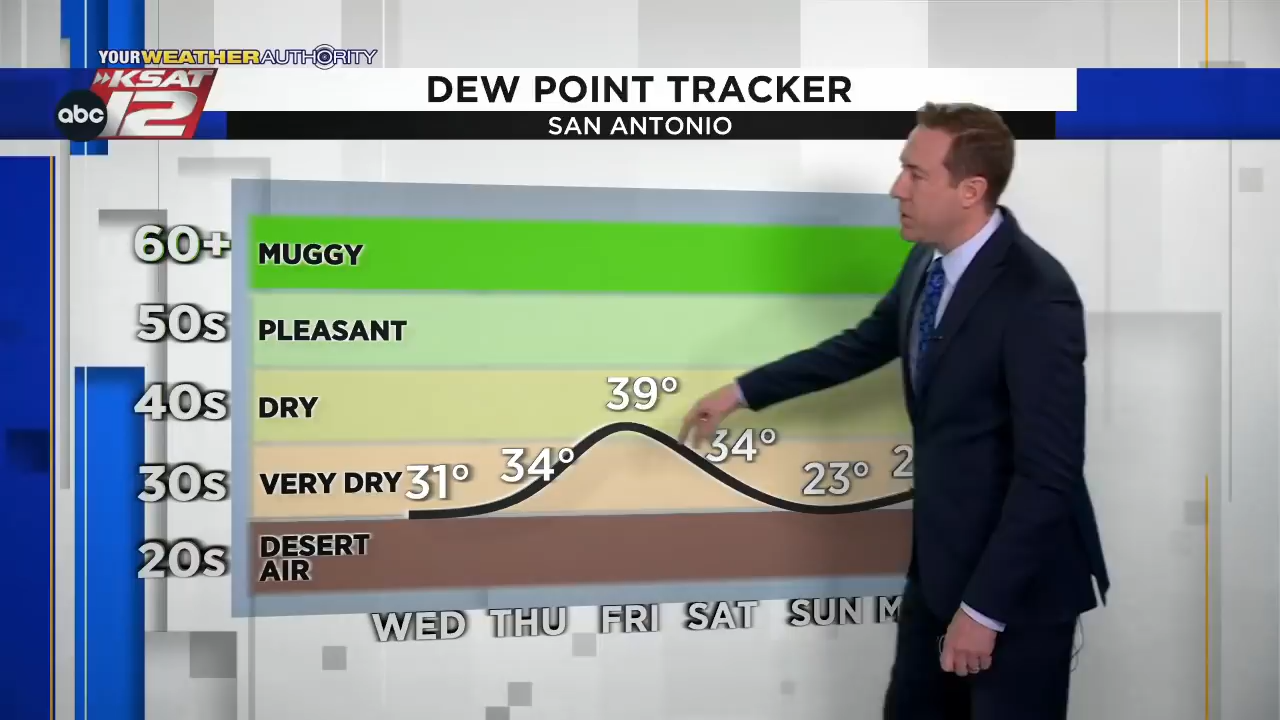 YOURWEATHERAUTHORITY
KSAT
abc 12
DEW POINT TRACKER
SAN ANTONIO
60+ MUGGY
50s PLEASANT
40s DRY
39°
34° 34°
30s VERY DRY 31° 23° 2
20s DESERT
AIR
WED THU FRI SAT SUN M